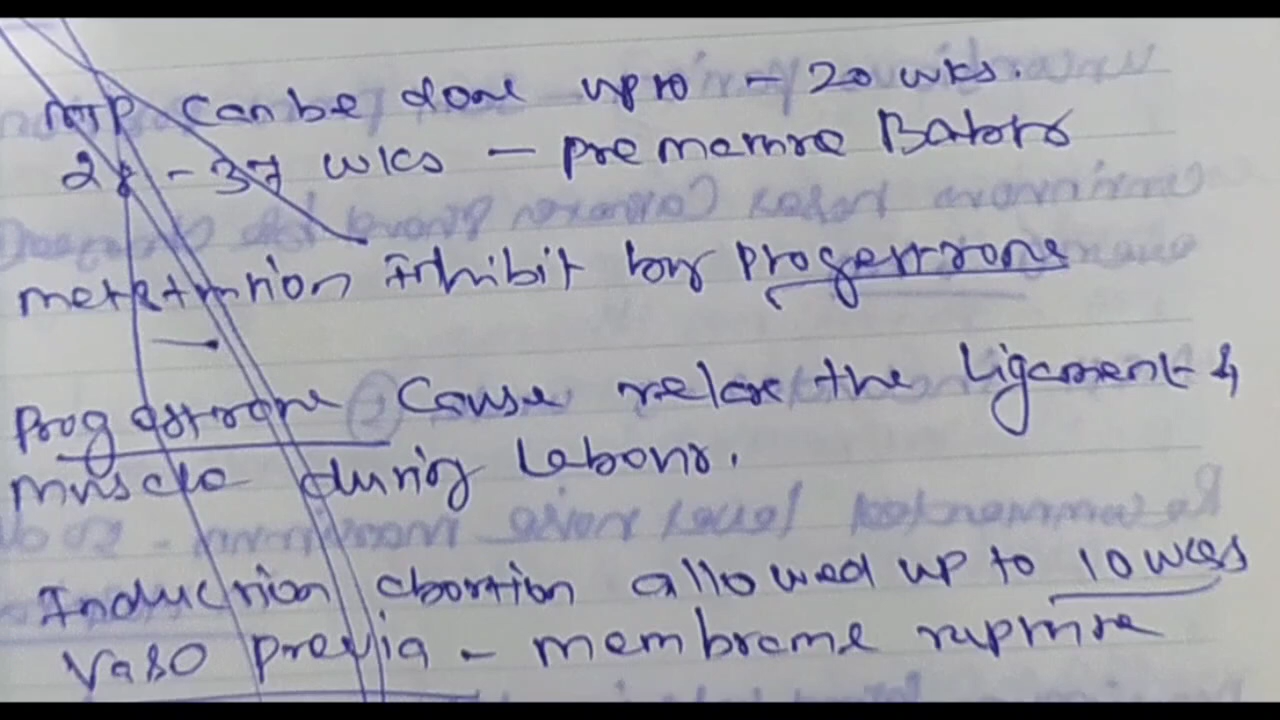 MTP Can be done upto - 20 wks.
28 - 37 wks - premature Babies
menstruation Inhibit by progesterone
Progesterone Cause relax the Ligament &
muscle during Labour.
Induction abortion allowed up to 10 wks
Vaso previa - membrane rupture